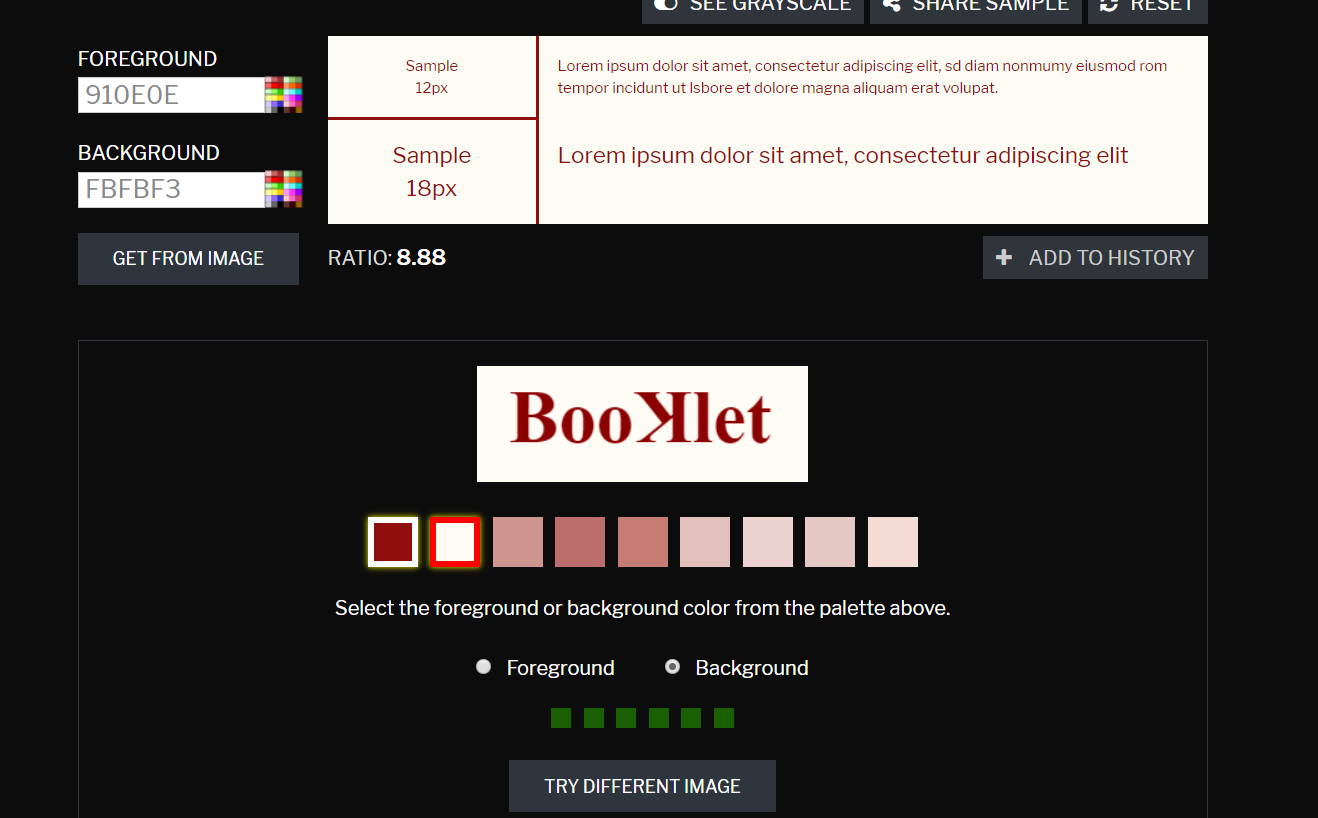 SEE GRAYSCALE
SHARE SAMPLE
RESET
FOREGROUND
910E0E
BACKGROUND
FBFBF3
GET FROM IMAGE
Sample
12px
Lorem ipsum dolor sit amet, consectetur adipiscing elit, sd diam nonmumy eiusmod rom
tempor incidunt ut lsbore et dolore magna aliquam erat volupat.
Sample
18px
Lorem ipsum dolor sit amet, consectetur adipiscing elit
RATIO: 8.88
ADD TO HISTORY
BooKlet
Select the foreground or background color from the palette above.
Foreground
Background
TRY DIFFERENT IMAGE